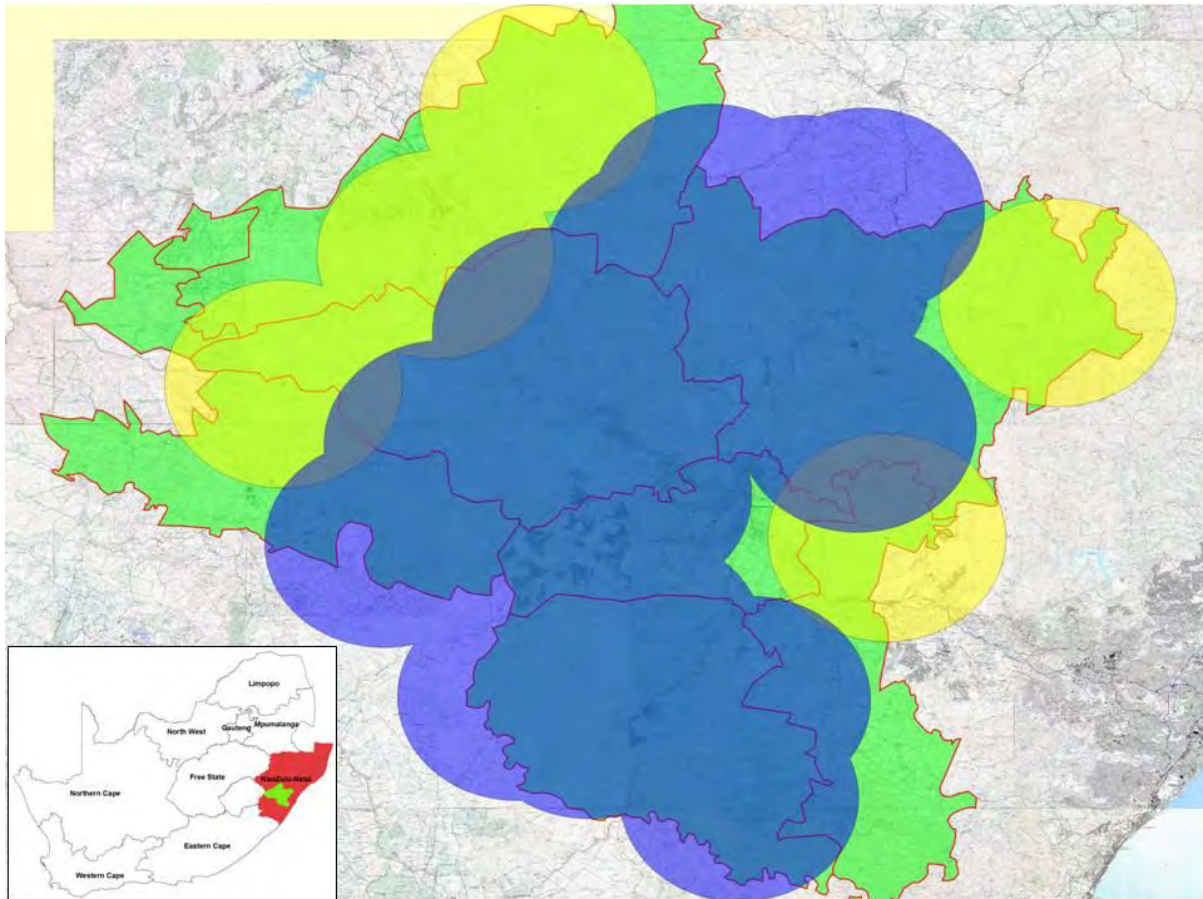 Limpopo
North West
Gauteng
Mpumalanga
Free State
KwaZulu-Natal
Northern Cape
Eastern Cape
Western Cape